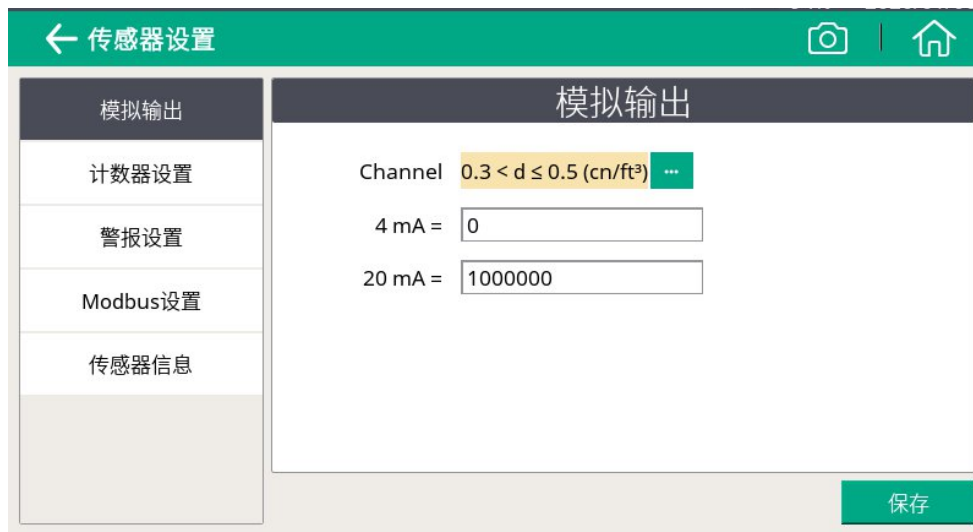 传感器设置
模拟输出
计数器设置
警报设置
Modbus设置
传感器信息
模拟输出
Channel 0.3 < d ≤ 0.5 (cn/ft³) ...
4 mA = 0
20 mA = 1000000
保存